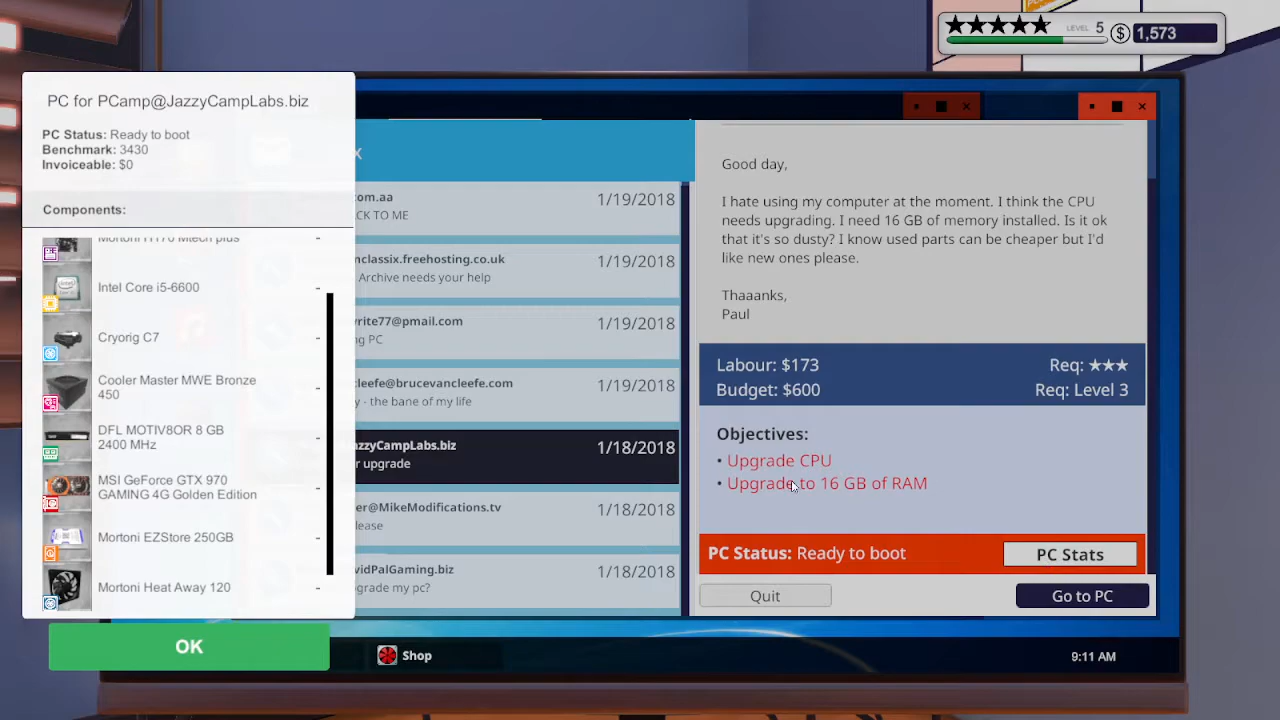 LEVEL 5
$ 1,573
PC for PCamp@JazzyCampLabs.biz
PC Status: Ready to boot
Benchmark: 3430
Invoiceable: $0
Components:
Mortoni H170 Mtech plus
Intel Core i5-6600 -
Cryorig C7 -
Cooler Master MWE Bronze
450 -
DFL MOTIV8OR 8 GB
2400 MHz -
MSI GeForce GTX 970
GAMING 4G Golden Edition -
Mortoni EZStore 250GB -
Mortoni Heat Away 120 -
OK
X
om.aa 1/19/2018
CK TO ME
nclassix.freehosting.co.uk 1/19/2018
Archive needs your help
vrite77@pmail.com 1/19/2018
ng PC
cleefe@brucevancleefe.com 1/19/2018
y - the bane of my life
azzyCampLabs.biz 1/18/2018
r upgrade
er@MikeModifications.tv 1/18/2018
lease
vidPalGaming.biz 1/18/2018
grade my pc?
Good day,
I hate using my computer at the moment. I think the CPU
needs upgrading. I need 16 GB of memory installed. Is it ok
that it's so dusty? I know used parts can be cheaper but I'd
like new ones please.
Thaaanks,
Paul
Labour: $173 Req: ★★★
Budget: $600 Req: Level 3
Objectives:
• Upgrade CPU
• Upgrade to 16 GB of RAM
PC Status: Ready to boot PC Stats
Quit Go to PC
Shop 9:11 AM